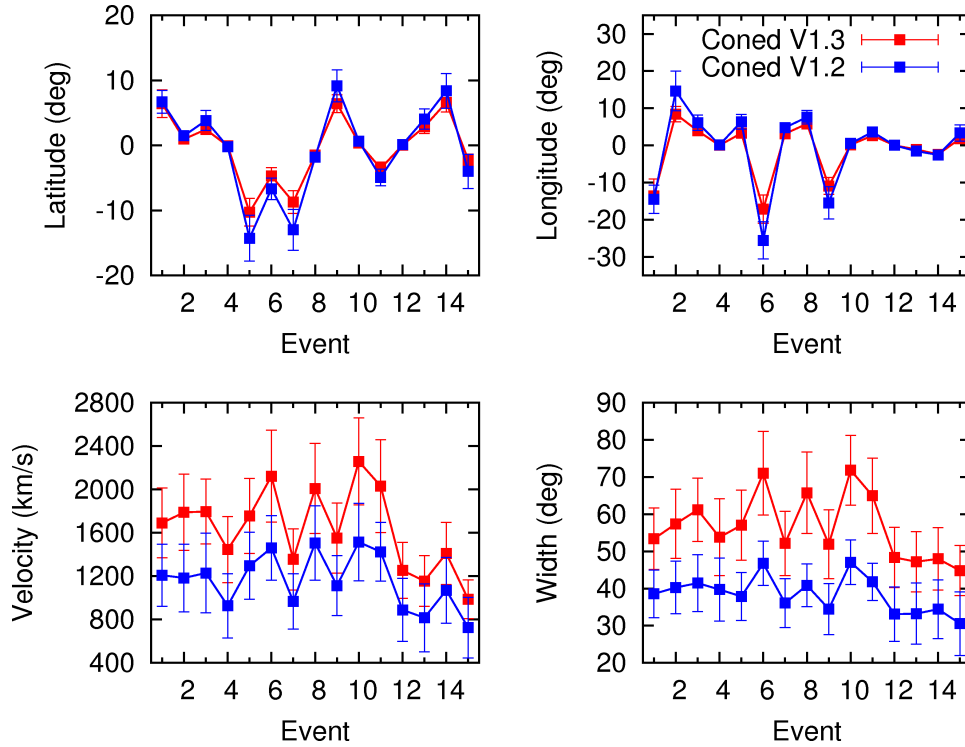 Latitude (deg)
20
10
0
-10
-20
2 4 6 8 10 12 14
Event
Longitude (deg)
30
20
10
0
-10
-20
-30
Coned V1.3
Coned V1.2
2 4 6 8 10 12 14
Event
Velocity (km/s)
2800
2400
2000
1600
1200
800
400
2 4 6 8 10 12 14
Event
Width (deg)
90
80
70
60
50
40
30
20
2 4 6 8 10 12 14
Event